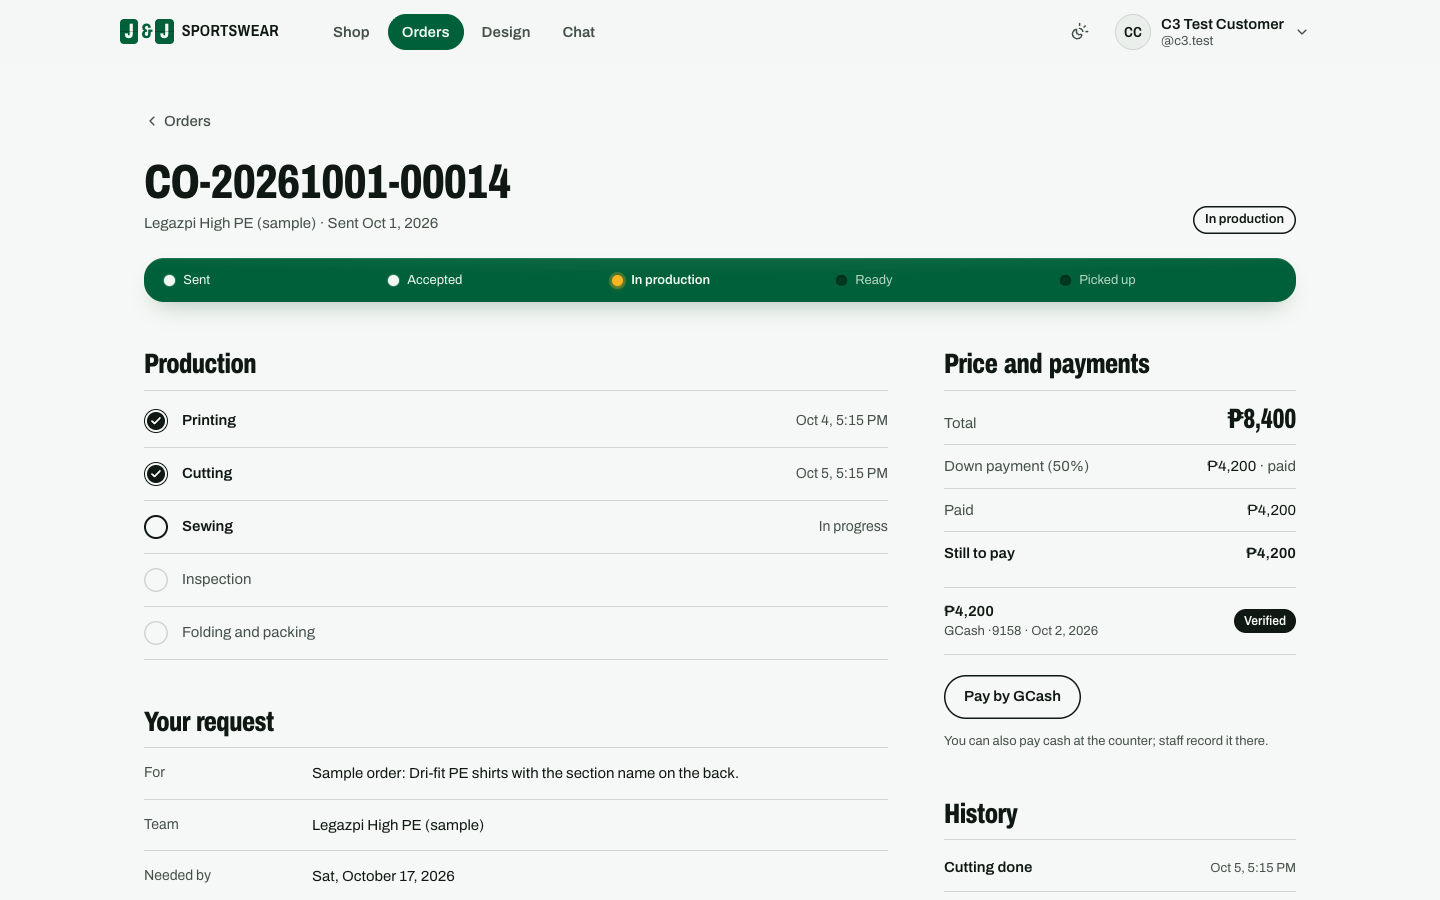 J & J SPORTSWEAR
Shop
Orders
Design
Chat
CC
C3 Test Customer
@c3.test
Orders
CO-20261001-00014
Legazpi High PE (sample) · Sent Oct 1, 2026
In production
Sent
Accepted
In production
Ready
Picked up
Production
Printing
Oct 4, 5:15 PM
Cutting
Oct 5, 5:15 PM
Sewing
In progress
Inspection
Folding and packing
Your request
For
Sample order: Dri-fit PE shirts with the section name on the back.
Team
Legazpi High PE (sample)
Needed by
Sat, October 17, 2026
Price and payments
Total
₱8,400
Down payment (50%)
₱4,200 · paid
Paid
₱4,200
Still to pay
₱4,200
₱4,200
GCash ·9158 · Oct 2, 2026
Verified
Pay by GCash
You can also pay cash at the counter; staff record it there.
History
Cutting done
Oct 5, 5:15 PM